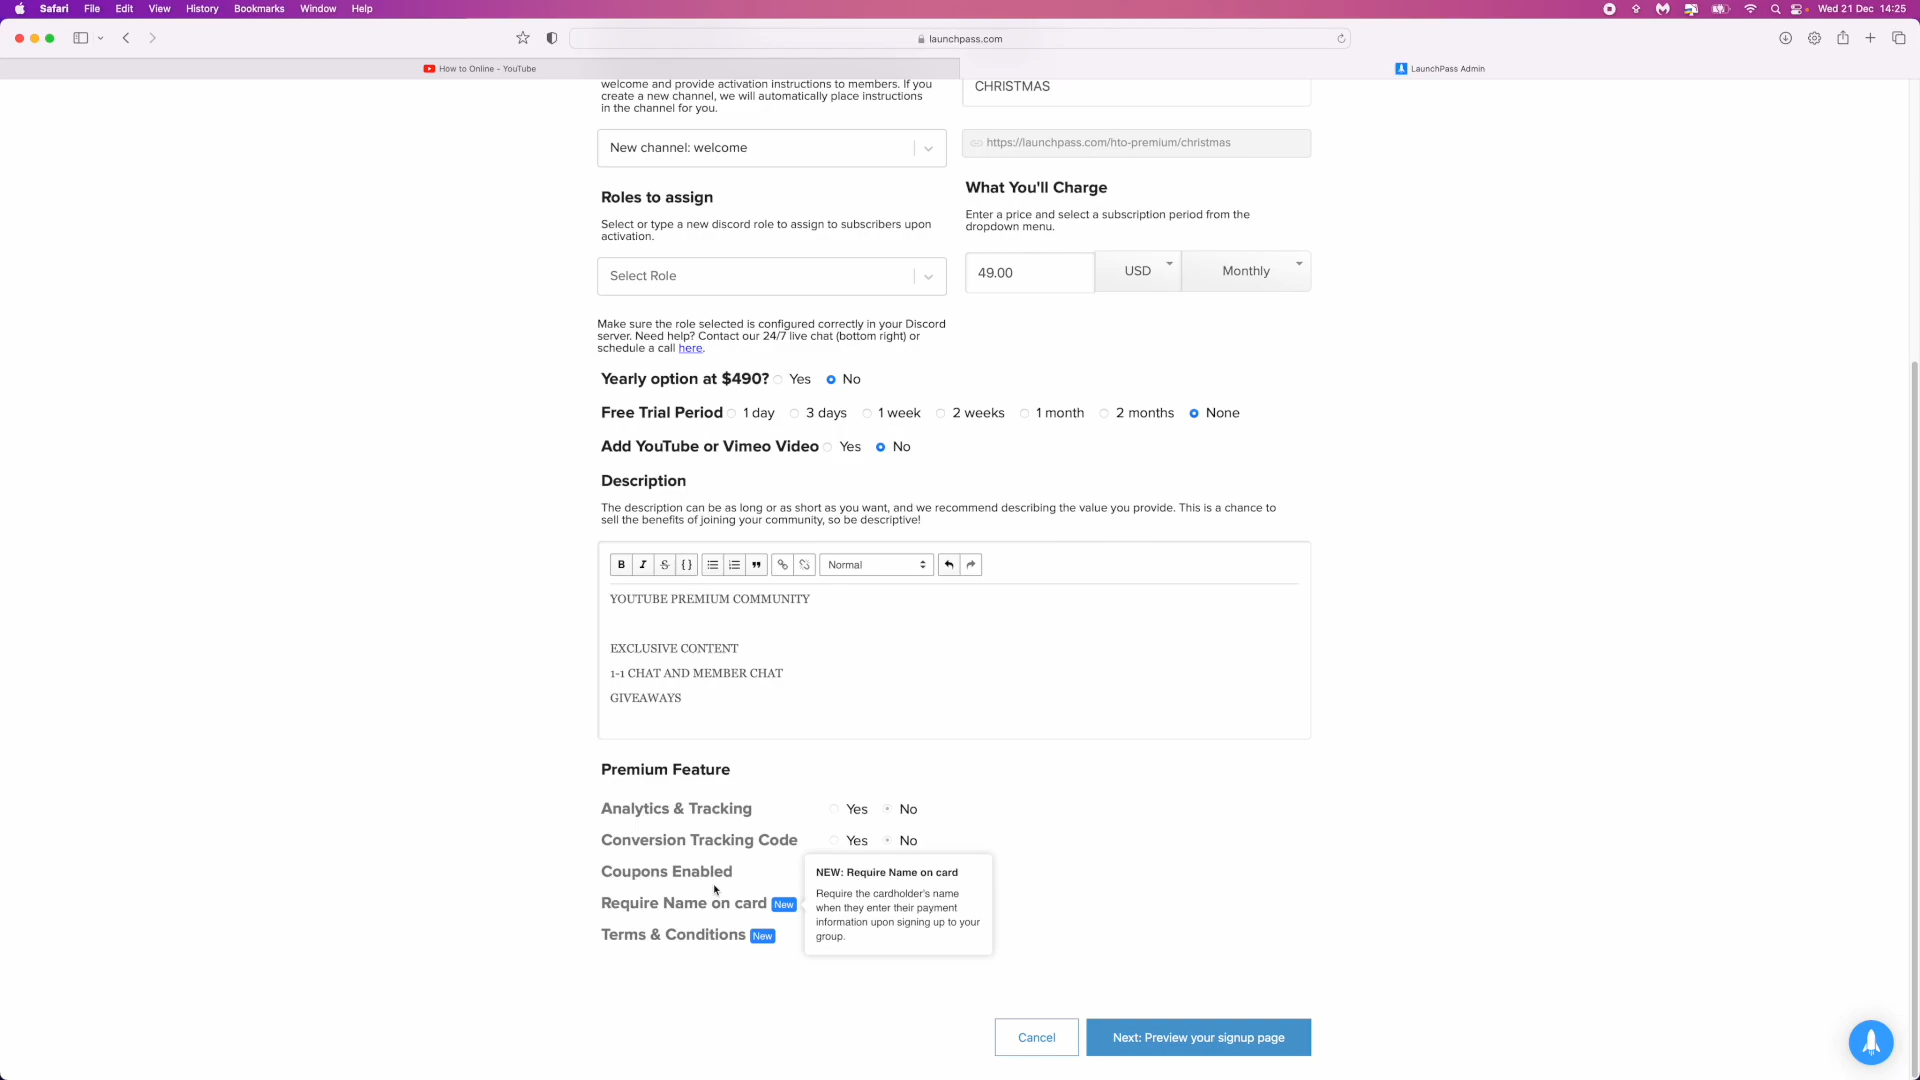 Safari File Edit View History Bookmarks Window Help
Wed 21 Dec 14:25
launchpass.com
How to Online - YouTube
LaunchPass Admin
welcome and provide activation instructions to members. If you
create a new channel, we will automatically place instructions
in the channel for you.
CHRISTMAS
New channel: welcome
https://launchpass.com/hto-premium/christmas
Roles to assign
Select or type a new discord role to assign to subscribers upon
activation.
Select Role
What You'll Charge
Enter a price and select a subscription period from the
dropdown menu.
49.00 USD Monthly
Make sure the role selected is configured correctly in your Discord
server. Need help? Contact our 24/7 live chat (bottom right) or
schedule a call here.
Yearly option at $490? Yes No
Free Trial Period 1 day 3 days 1 week 2 weeks 1 month 2 months None
Add YouTube or Vimeo Video Yes No
Description
The description can be as long or as short as you want, and we recommend describing the value you provide. This is a chance to
sell the benefits of joining your community, so be descriptive!
B I S { } Normal
YOUTUBE PREMIUM COMMUNITY
EXCLUSIVE CONTENT
1-1 CHAT AND MEMBER CHAT
GIVEAWAYS
Premium Feature
Analytics & Tracking Yes No
Conversion Tracking Code Yes No
Coupons Enabled
Require Name on card New
Terms & Conditions New
NEW: Require Name on card
Require the cardholder's name
when they enter their payment
information upon signing up to your
group.
Cancel
Next: Preview your signup page